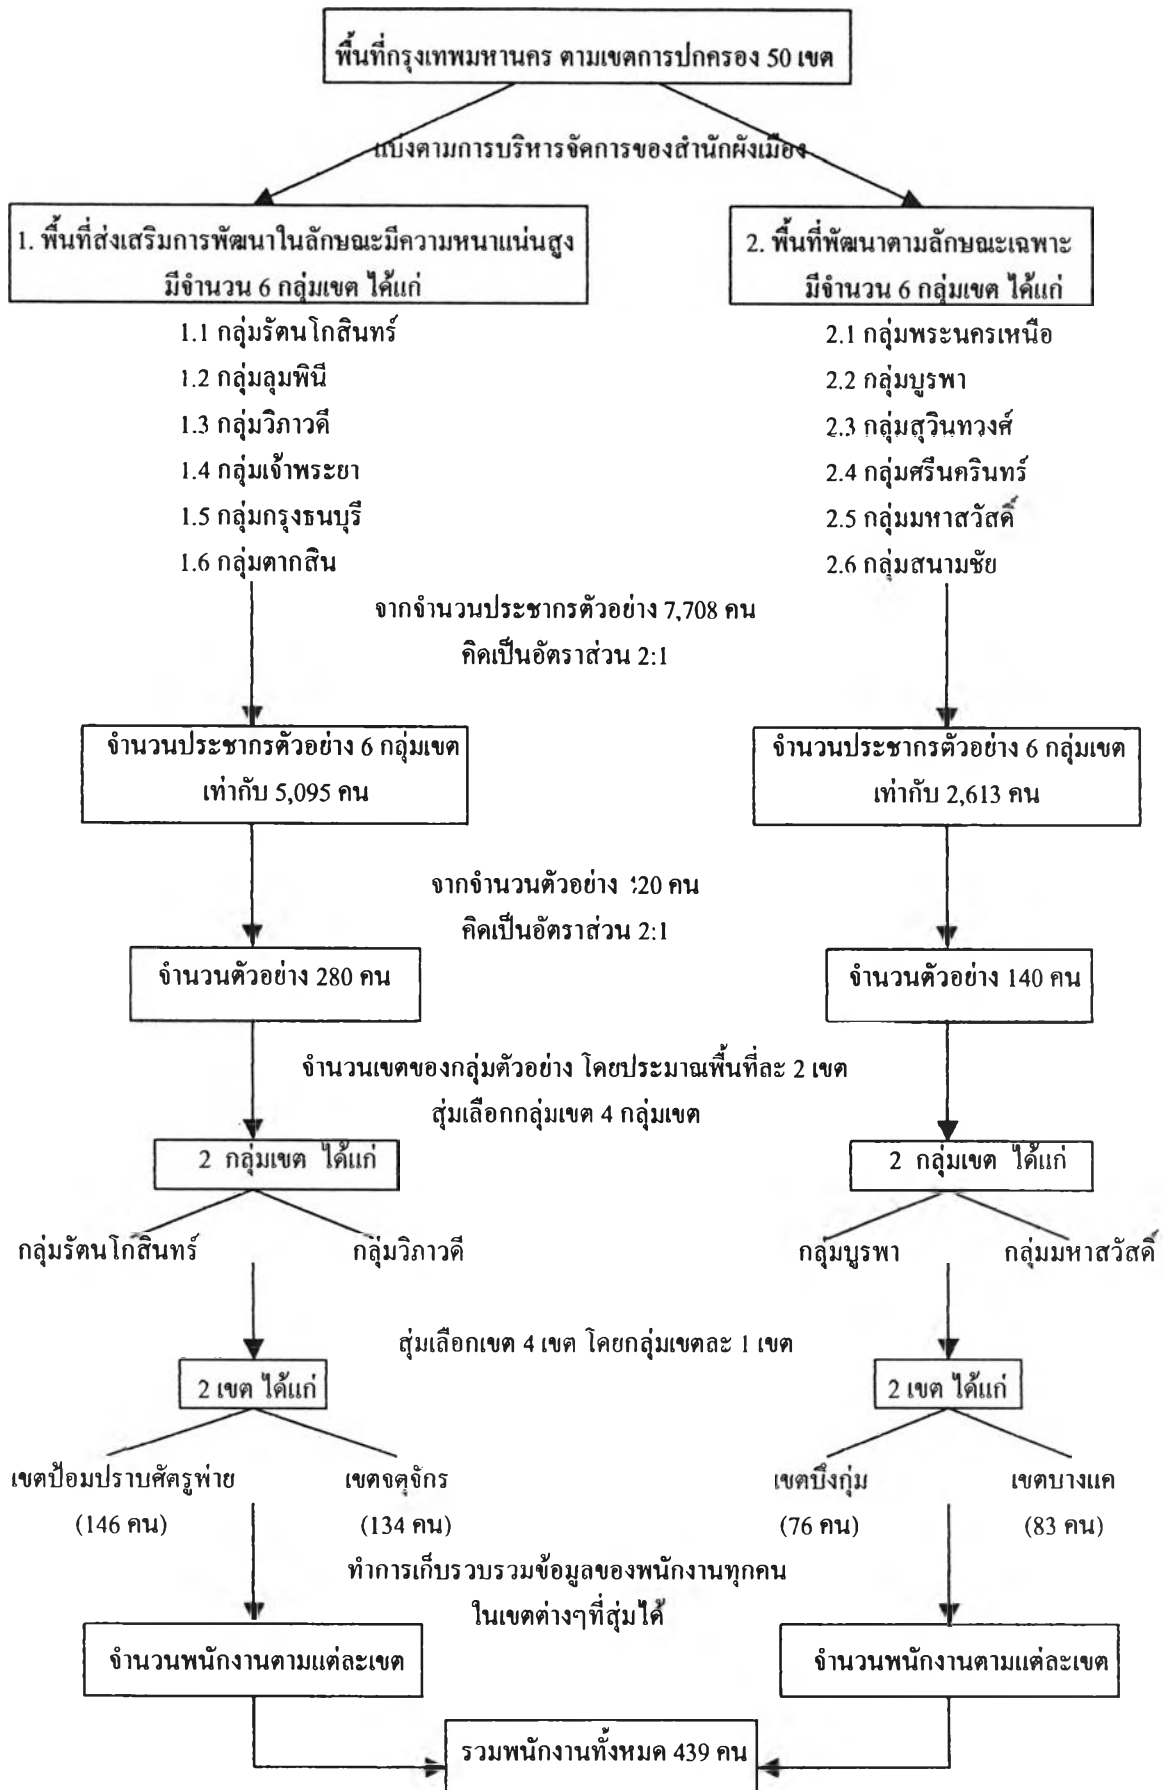 พื้นที่กรุงเทพมหานคร ตามเขตการปกครอง 50 เขต
แบ่งตามการบริหารจัดการของสำนักผังเมือง
1. พื้นที่ส่งเสริมการพัฒนาในลักษณะมีความหนาแน่นสูง
มีจำนวน 6 กลุ่มเขต ได้แก่
1.1 กลุ่มรัตนโกสินทร์
1.2 กลุ่มลุมพินี
1.3 กลุ่มวิภาวดี
1.4 กลุ่มเจ้าพระยา
1.5 กลุ่มกรุงธนบุรี
1.6 กลุ่มตากสิน
2. พื้นที่พัฒนาตามลักษณะเฉพาะ
มีจำนวน 6 กลุ่มเขต ได้แก่
2.1 กลุ่มพระนครเหนือ
2.2 กลุ่มบูรพา
2.3 กลุ่มสุวินทวงศ์
2.4 กลุ่มศรีนครินทร์
2.5 กลุ่มมหาสวัสดิ์
2.6 กลุ่มสนามชัย
จากจำนวนประชากรตัวอย่าง 7,708 คน
คิดเป็นอัตราส่วน 2:1
จำนวนประชากรตัวอย่าง 6 กลุ่มเขต
เท่ากับ 5,095 คน
จำนวนประชากรตัวอย่าง 6 กลุ่มเขต
เท่ากับ 2,613 คน
จากจำนวนตัวอย่าง คน
คิดเป็นอัตราส่วน 2:1
จำนวนตัวอย่าง 280 คน
จำนวนตัวอย่าง 140 คน
จำนวนเขตของกลุ่มตัวอย่าง โดยประมาณพื้นที่ละ 2 เขต
สุ่มเลือกกลุ่มเขต 4 กลุ่มเขต
2 กลุ่มเขต ได้แก่
2 กลุ่มเขต ได้แก่
กลุ่มรัตนโกสินทร์
กลุ่มวิภาวดี
กลุ่มบูรพา
กลุ่มมหาสวัสดิ์
สุ่มเลือกเขต 4 เขต โดยกลุ่มเขตละ 1 เขต
2 เขต ได้แก่
2 เขต ได้แก่
เขตป้อมปราบศัตรูพ่าย
(146 คน)
เขตจตุจักร
(134 คน)
เขตบึงกุ่ม
(76 คน)
เขตบางแค
(83 คน)
ทำการเก็บรวบรวมข้อมูลของพนักงานทุกคน
ในเขตต่างๆที่สุ่มได้
จำนวนพนักงานตามแต่ละเขต
จำนวนพนักงานตามแต่ละเขต
รวมพนักงานทั้งหมด 439 คน